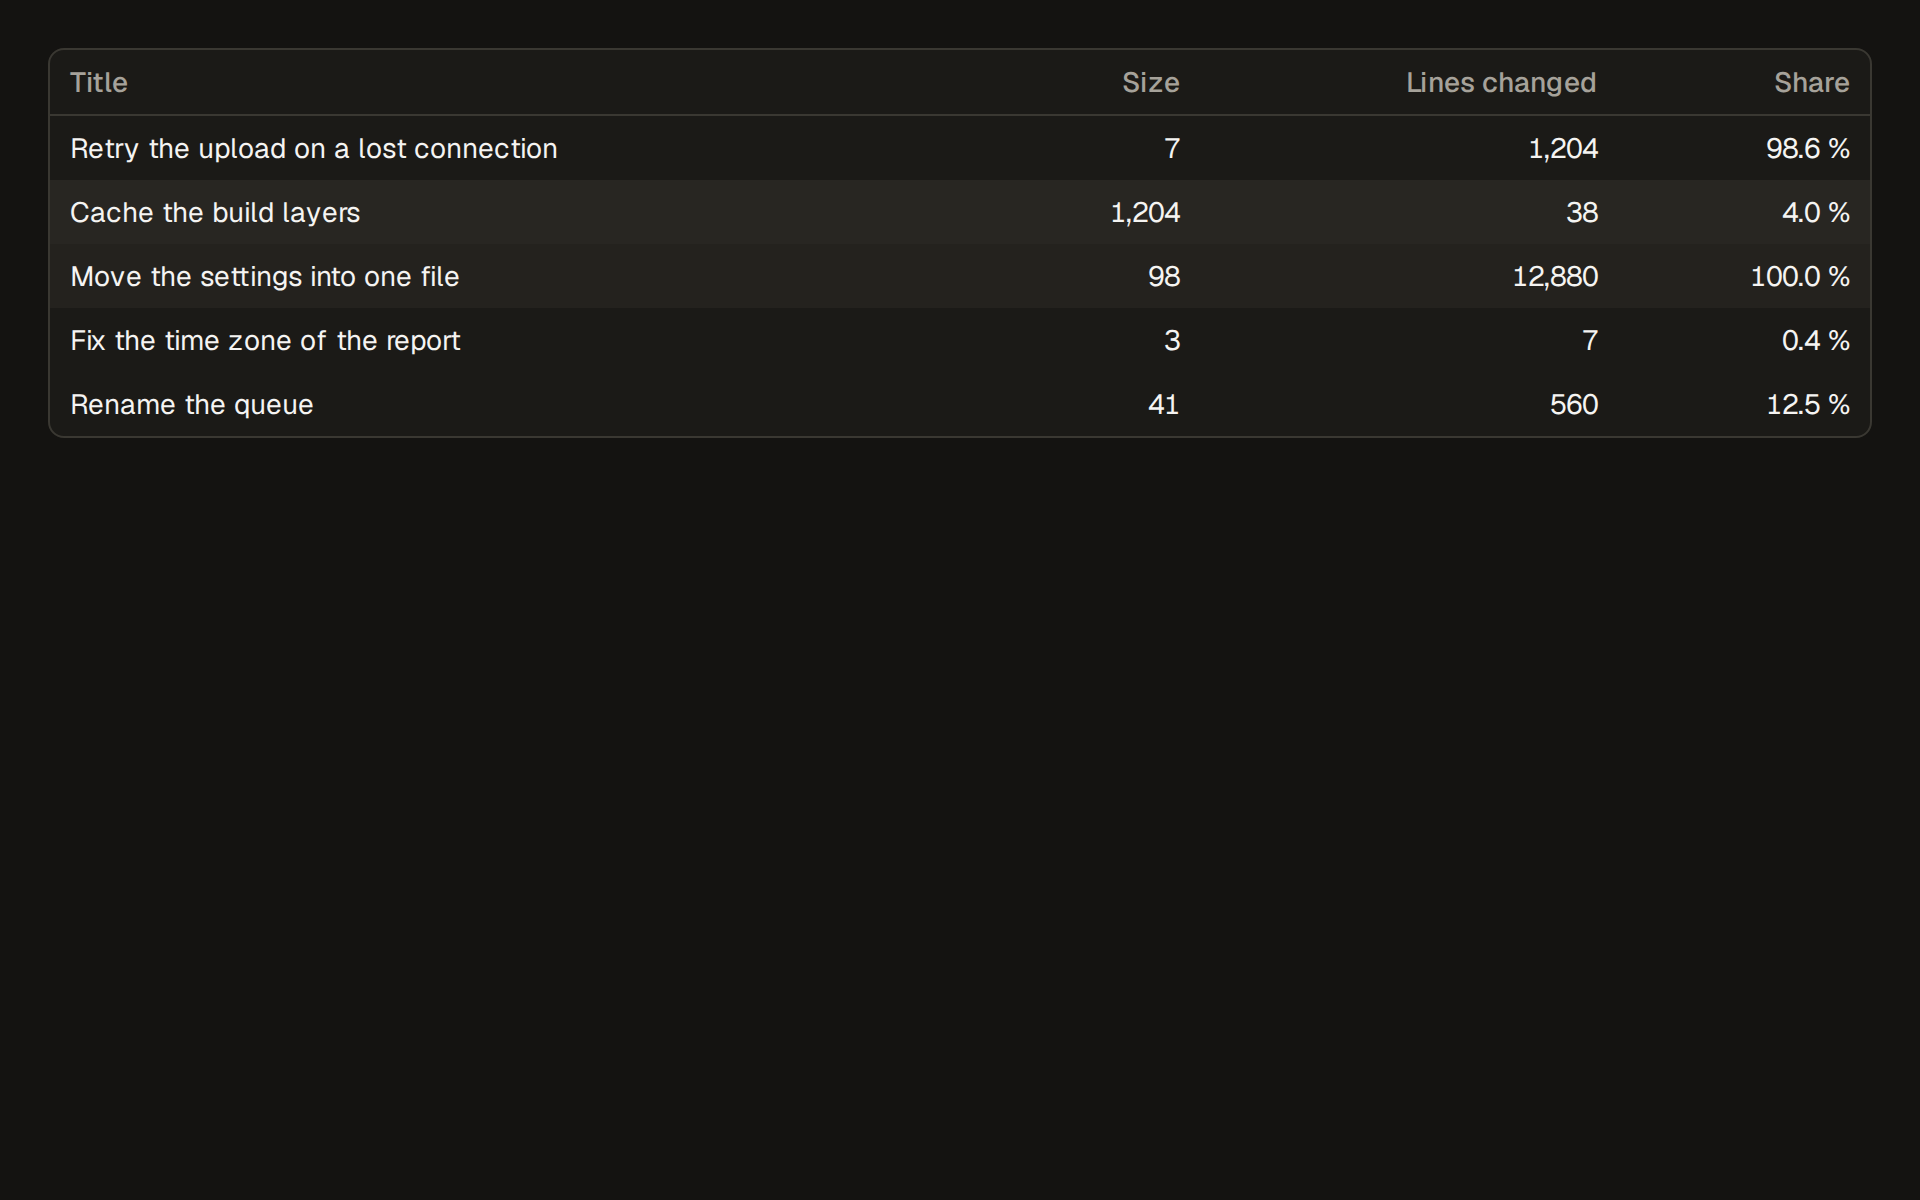 Title Size Lines changed Share
Retry the upload on a lost connection 7 1,204 98.6 %
Cache the build layers 1,204 38 4.0 %
Move the settings into one file 98 12,880 100.0 %
Fix the time zone of the report 3 7 0.4 %
Rename the queue 41 560 12.5 %